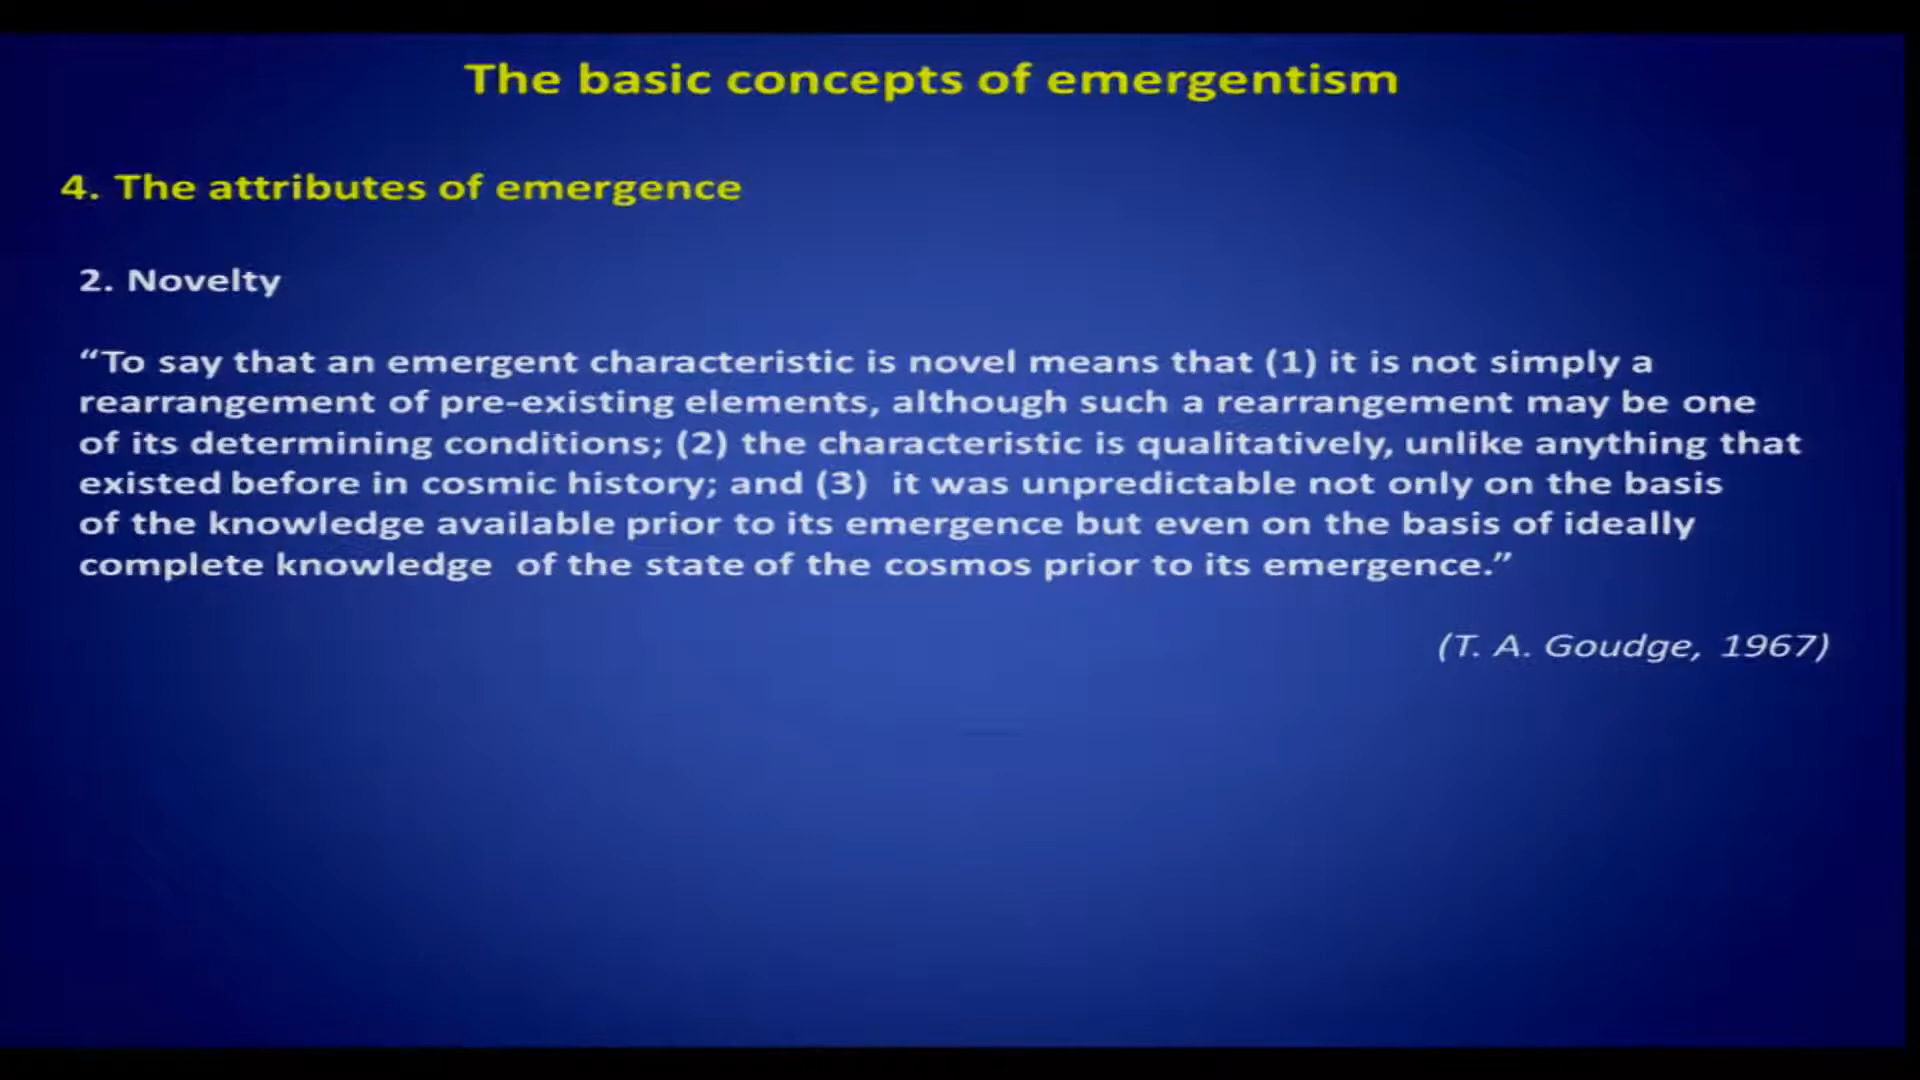 The basic concepts of emergentism
4. The attributes of emergence
2. Novelty
“To say that an emergent characteristic is novel means that (1) it is not simply a
rearrangement of pre-existing elements, although such a rearrangement may be one
of its determining conditions; (2) the characteristic is qualitatively, unlike anything that
existed before in cosmic history; and (3)  it was unpredictable not only on the basis
of the knowledge available prior to its emergence but even on the basis of ideally
complete knowledge  of the state of the cosmos prior to its emergence.”
(T. A. Goudge, 1967)